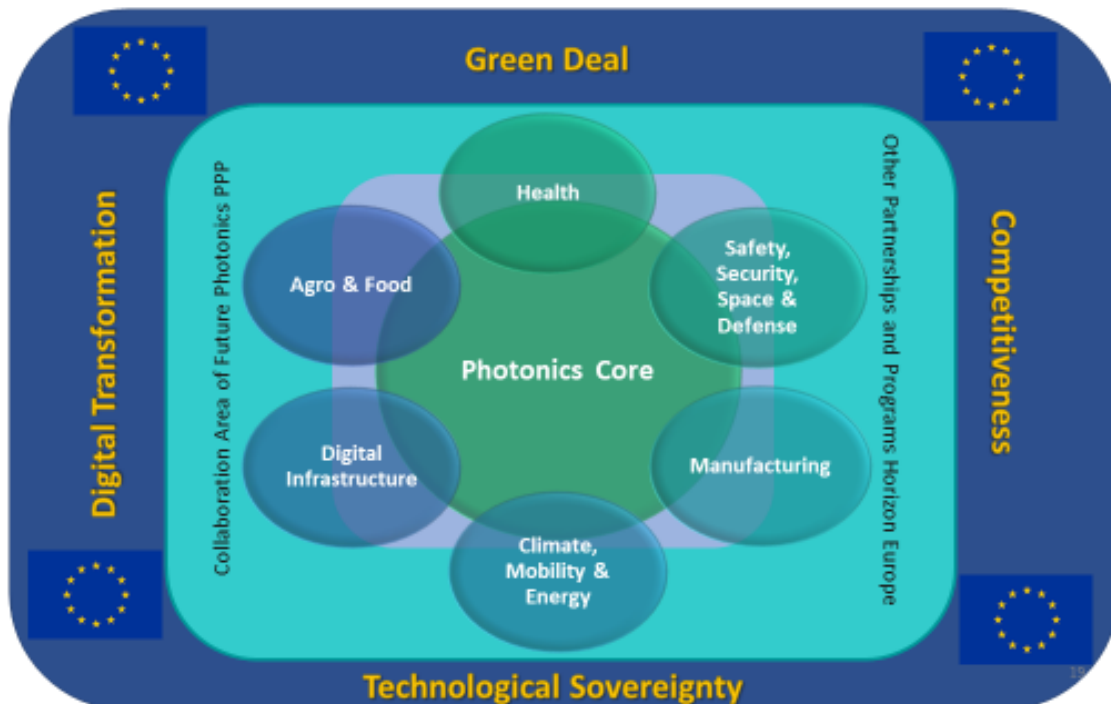 Green Deal
Digital Transformation
Collaboration Area of Future Photonics PPP
Health
Agro & Food
Safety,
Security,
Space &
Defense
Photonics Core
Digital
Infrastructure
Manufacturing
Climate,
Mobility &
Energy
Other Partnerships and Programs Horizon Europe
Competitiveness
Technological Sovereignty
19